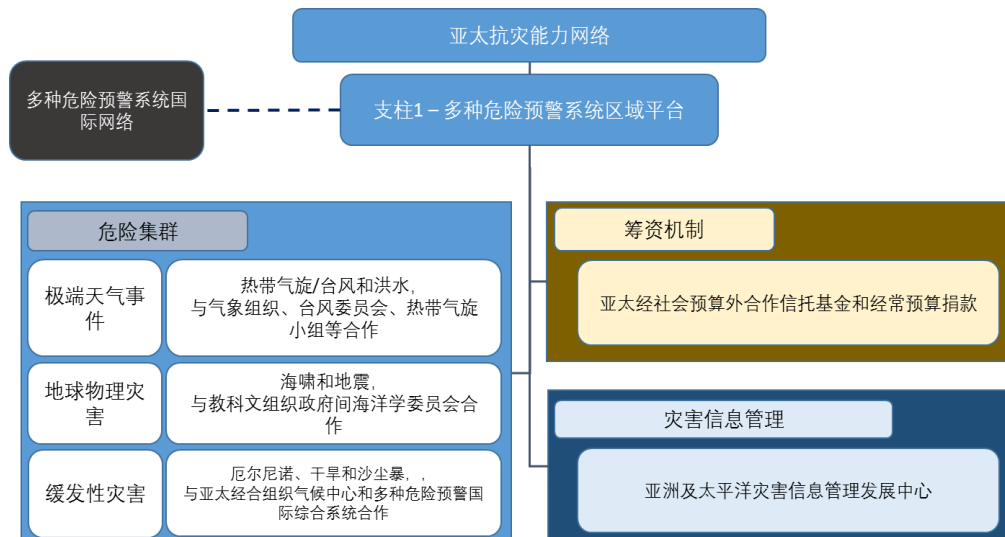 亚太抗灾能力网络
多种危险预警系统国
际网络
支柱1 – 多种危险预警系统区域平台
危险集群
极端天气事
件
热带气旋/台风和洪水,
与气象组织、台风委员会、热带气旋
小组等合作
地球物理灾
害
海啸和地震,
与教科文组织政府间海洋学委员会合
作
缓发性灾害
厄尔尼诺、干旱和沙尘暴, ,
与亚太经合组织气候中心和多种危险预警国
际综合系统合作
筹资机制
亚太经社会预算外合作信托基金和经常预算捐款
灾害信息管理
亚洲及太平洋灾害信息管理发展中心